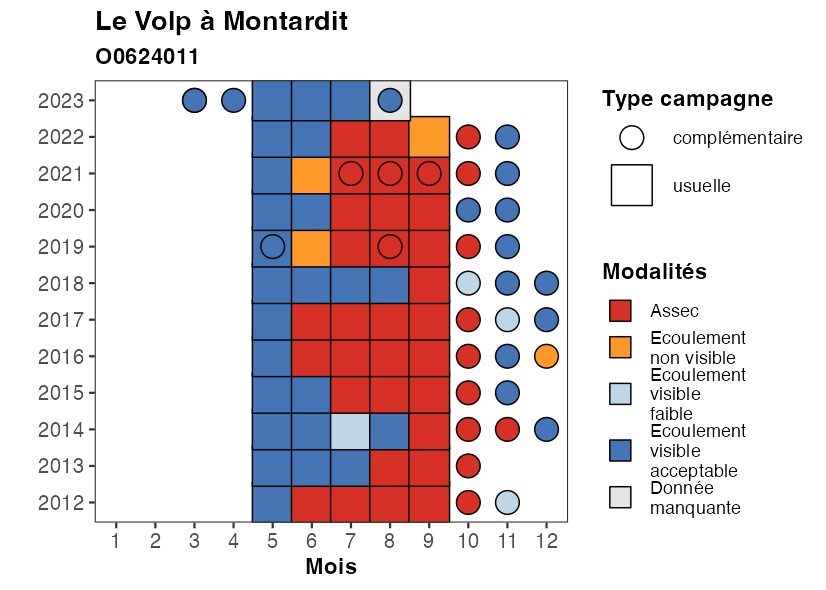 Le Volp à Montardit
O0624011
2023
2022
2021
2020
2019
2018
2017
2016
2015
2014
2013
2012
1 2 3 4 5 6 7 8 9 10 11 12
Mois
Type campagne
complémentaire
usuelle
Modalités
Assec
Ecoulement
non visible
Ecoulement
visible
faible
Ecoulement
visible
acceptable
Donnée
manquante